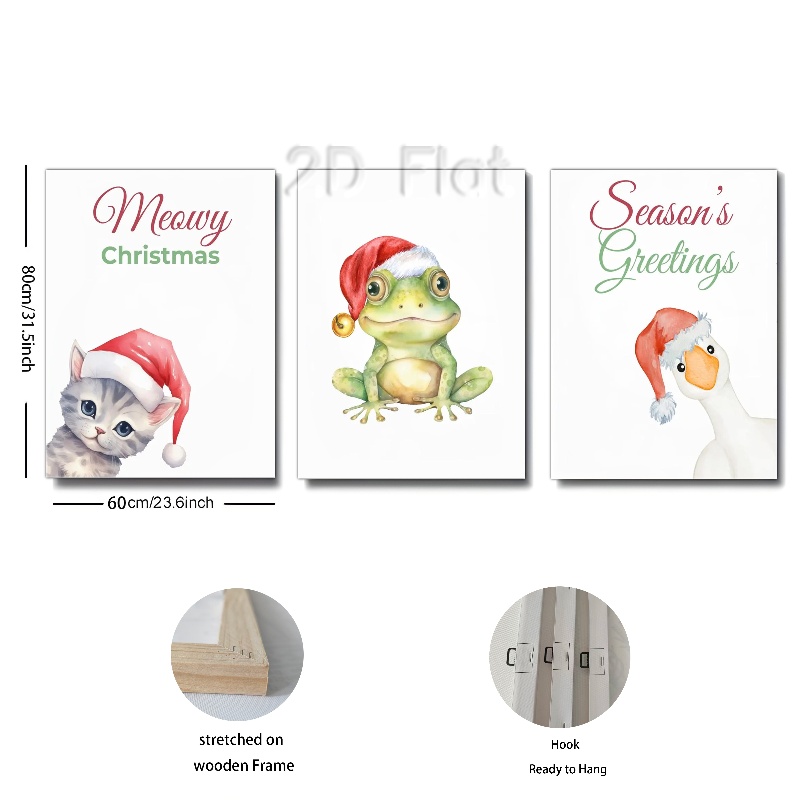 2D Flat
Meowy
Christmas
Season's
Greetings
80cm/31.5inch
60cm/23.6inch
stretched on
wooden Frame
Hook
Ready to Hang